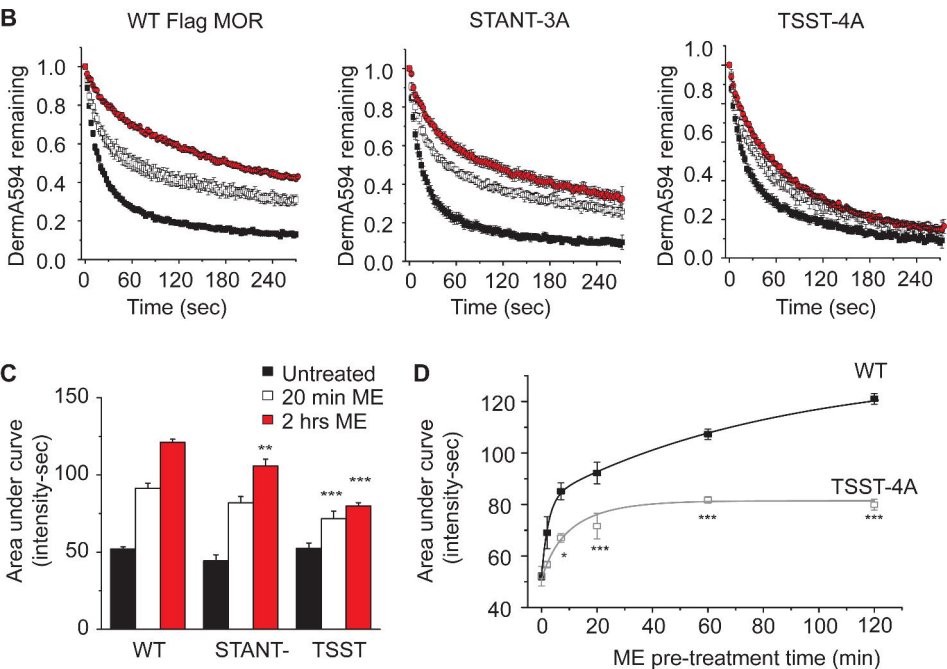 B
WT Flag MOR
STANT-3A
TSST-4A
DermA594 remaining
1.0
0.8
0.6
0.4
0.2
0.0
0 60 120 180 240
Time (sec)
DermA594 remaining
1.0
0.8
0.6
0.4
0.2
0.0
0 60 120 180 240
Time (sec)
DermA594 remaining
1.0
0.8
0.6
0.4
0.2
0.0
0 60 120 180 240
Time (sec)
C
Untreated
20 min ME
2 hrs ME
Area under curve
(intensity-sec)
150
100
50
0
**
***
***
WT STANT- TSST
D
Area under curve
(intensity-sec)
120
100
80
60
40
WT
TSST-4A
*
***
***
***
0 20 40 60 80 100 120
ME pre-treatment time (min)